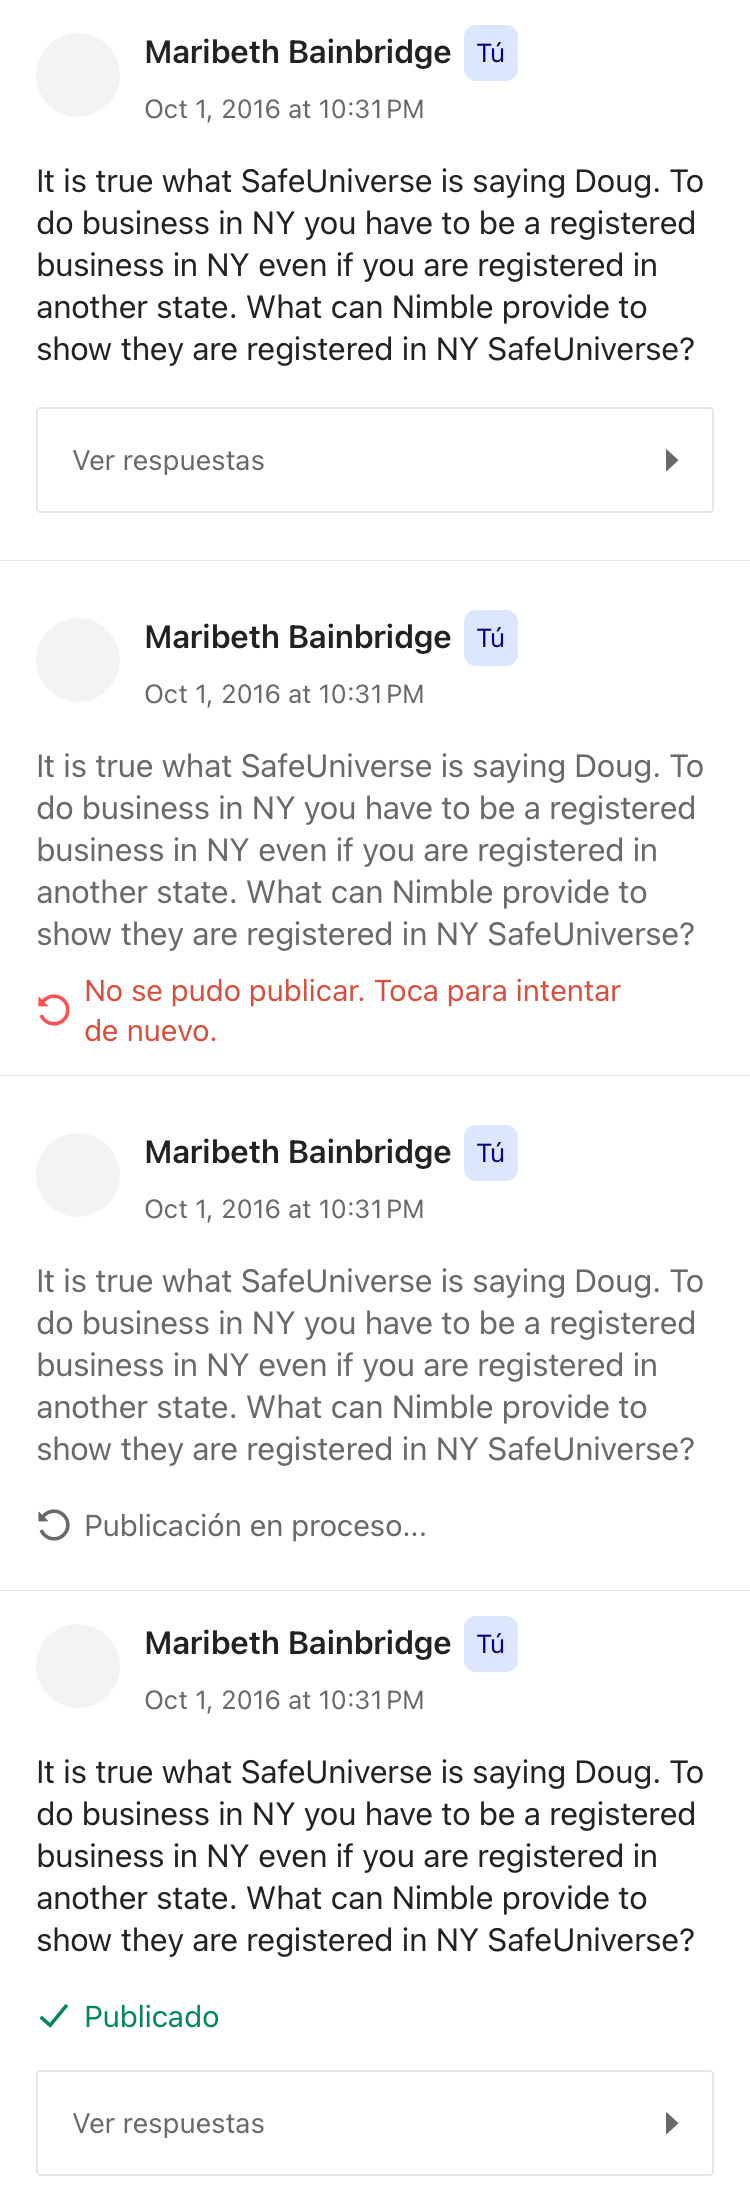 Maribeth Bainbridge Tú
Oct 1, 2016 at 10:31 PM
It is true what SafeUniverse is saying Doug. To
do business in NY you have to be a registered
business in NY even if you are registered in
another state. What can Nimble provide to
show they are registered in NY SafeUniverse?
Ver respuestas
Maribeth Bainbridge Tú
Oct 1, 2016 at 10:31 PM
It is true what SafeUniverse is saying Doug. To
do business in NY you have to be a registered
business in NY even if you are registered in
another state. What can Nimble provide to
show they are registered in NY SafeUniverse?
No se pudo publicar. Toca para intentar
de nuevo.
Maribeth Bainbridge Tú
Oct 1, 2016 at 10:31 PM
It is true what SafeUniverse is saying Doug. To
do business in NY you have to be a registered
business in NY even if you are registered in
another state. What can Nimble provide to
show they are registered in NY SafeUniverse?
Publicación en proceso...
Maribeth Bainbridge Tú
Oct 1, 2016 at 10:31 PM
It is true what SafeUniverse is saying Doug. To
do business in NY you have to be a registered
business in NY even if you are registered in
another state. What can Nimble provide to
show they are registered in NY SafeUniverse?
Publicado
Ver respuestas